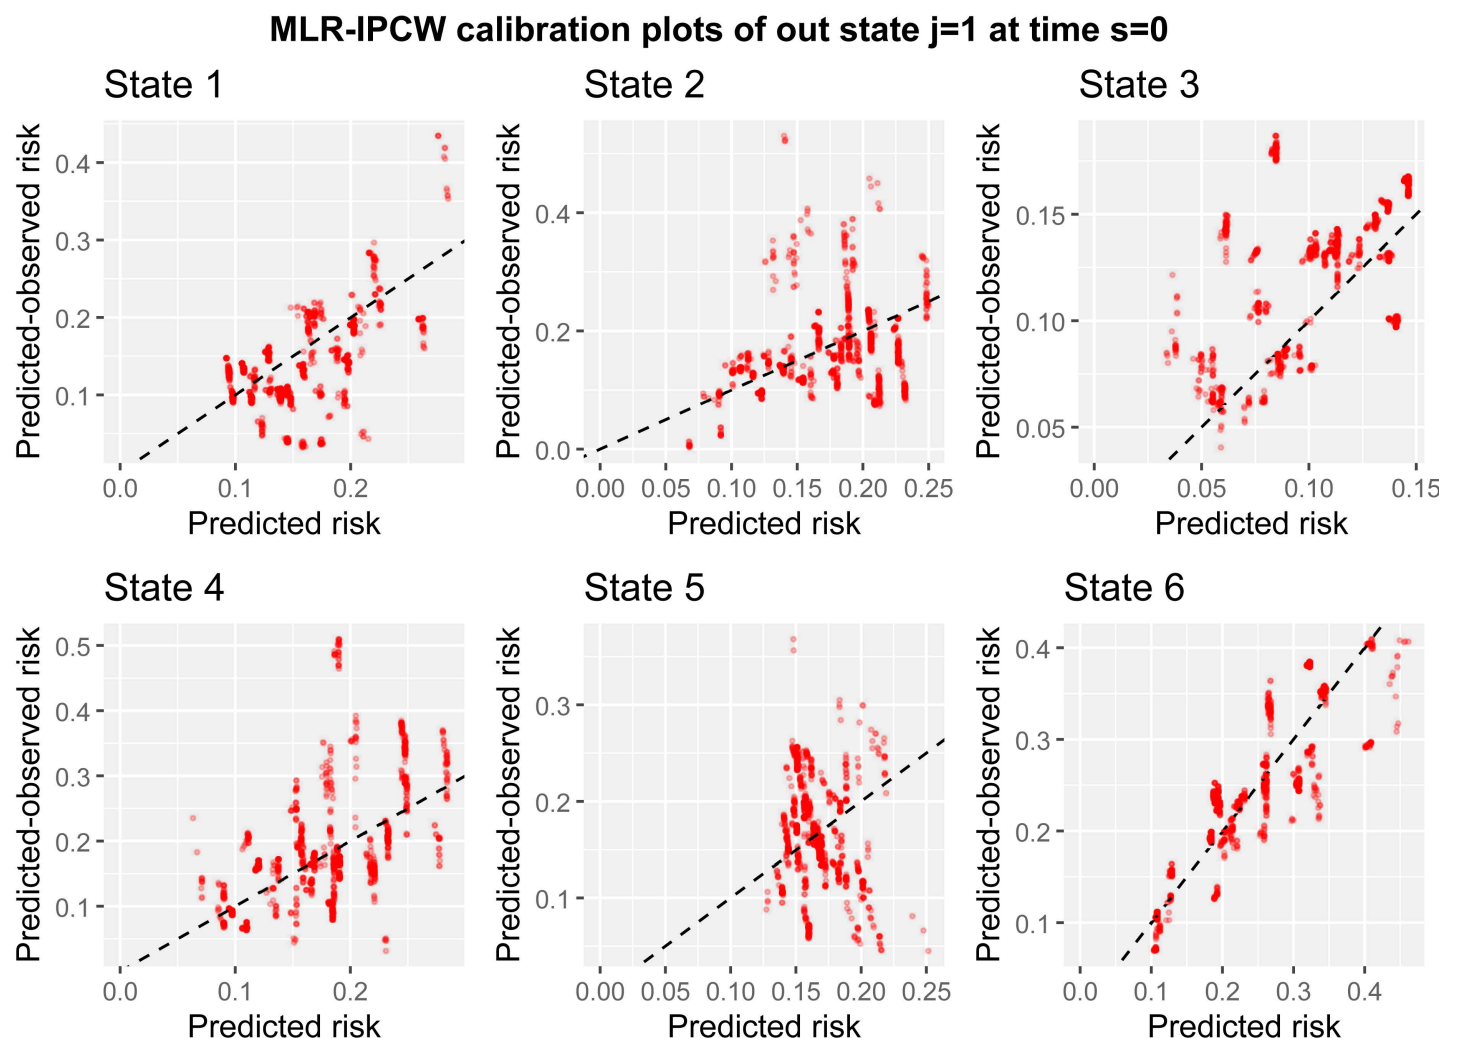 MLR-IPCW calibration plots of out state j=1 at time s=0
State 1
Predicted-observed risk
0.4
0.3
0.2
0.1
0.0 0.1 0.2
Predicted risk
State 2
Predicted-observed risk
0.4
0.2
0.0
0.00 0.05 0.10 0.15 0.20 0.25
Predicted risk
State 3
Predicted-observed risk
0.15
0.10
0.05
0.00 0.05 0.10 0.15
Predicted risk
State 4
Predicted-observed risk
0.5
0.4
0.3
0.2
0.1
0.0 0.1 0.2
Predicted risk
State 5
Predicted-observed risk
0.3
0.2
0.1
0.00 0.05 0.10 0.15 0.20 0.25
Predicted risk
State 6
Predicted-observed risk
0.4
0.3
0.2
0.1
0.0 0.1 0.2 0.3 0.4
Predicted risk